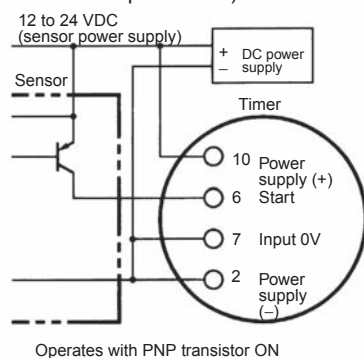 12 to 24 VDC
(sensor power supply)
+ DC power
– supply
Sensor
Timer
10 Power
supply (+)
6 Start
7 Input 0V
2 Power
supply
(–)
Operates with PNP transistor ON